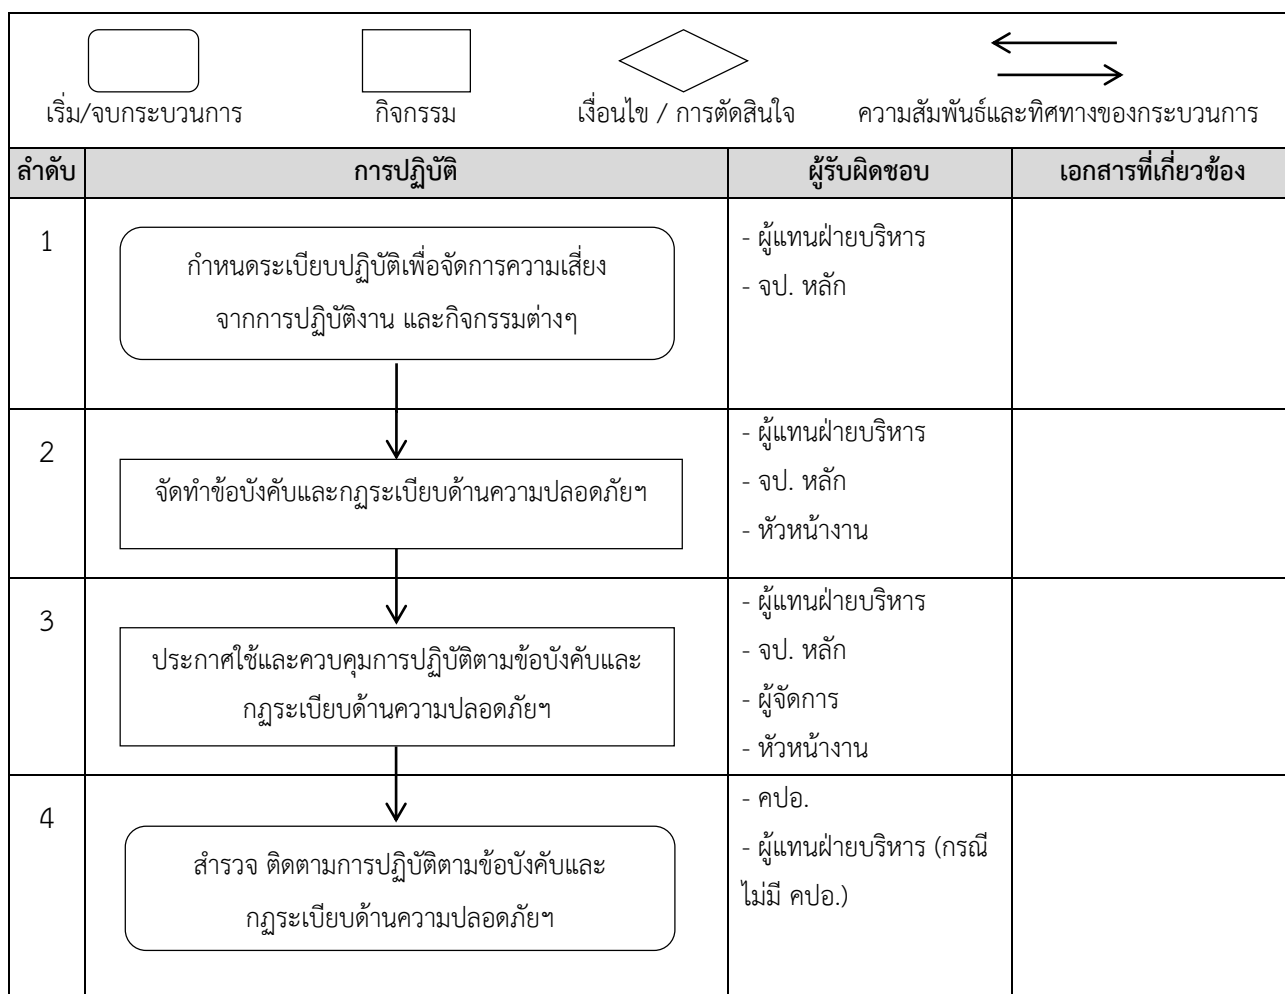 เริ่ม/จบกระบวนการ กิจกรรม เงื่อนไข / การตัดสินใจ ความสัมพันธ์และทิศทางของกระบวนการ
ลำดับ การปฏิบัติ ผู้รับผิดชอบ เอกสารที่เกี่ยวข้อง
1
กำหนดระเบียบปฏิบัติเพื่อจัดการความเสี่ยง
จากการปฏิบัติงาน และกิจกรรมต่างๆ
- ผู้แทนฝ่ายบริหาร
- จป. หลัก
2
จัดทำข้อบังคับและกฏระเบียบด้านความปลอดภัยฯ
- ผู้แทนฝ่ายบริหาร
- จป. หลัก
- หัวหน้างาน
3
ประกาศใช้และควบคุมการปฏิบัติตามข้อบังคับและ
กฏระเบียบด้านความปลอดภัยฯ
- ผู้แทนฝ่ายบริหาร
- จป. หลัก
- ผู้จัดการ
- หัวหน้างาน
4
สำรวจ ติดตามการปฏิบัติตามข้อบังคับและ
กฎระเบียบด้านความปลอดภัยฯ
- คปอ.
- ผู้แทนฝ่ายบริหาร (กรณี
ไม่มี คปอ.)